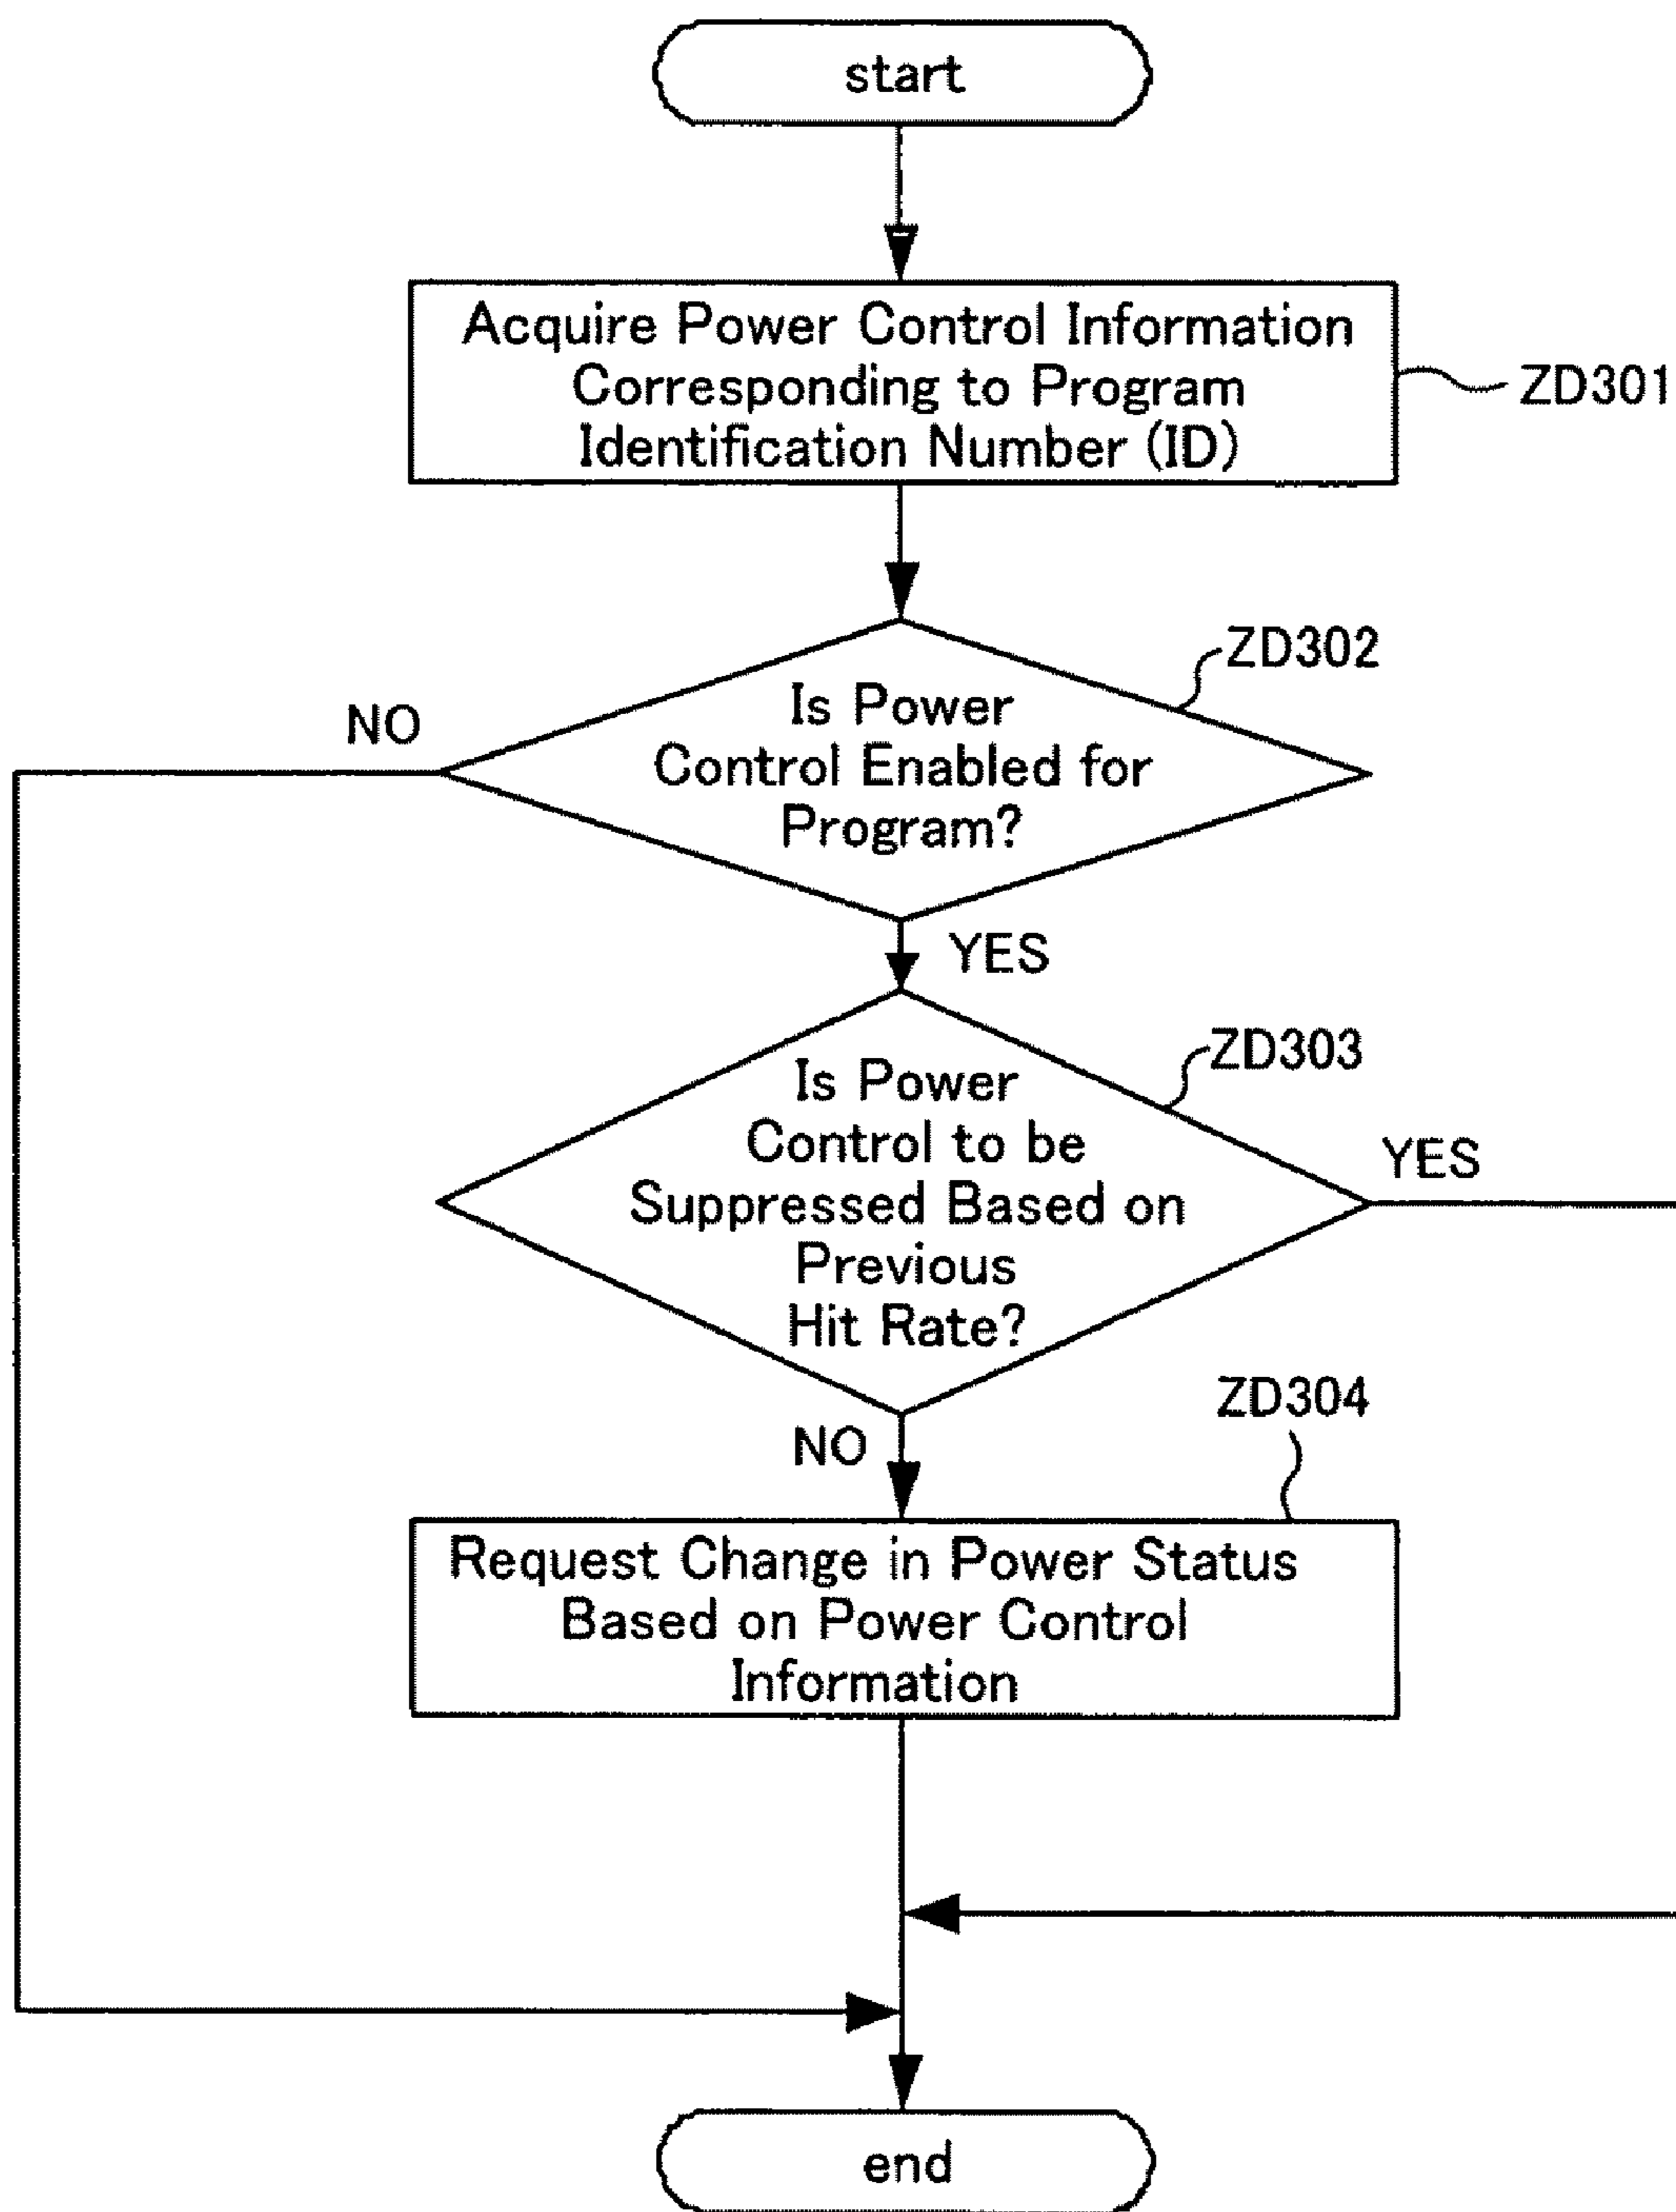 start
Acquire Power Control Information
Corresponding to Program
Identification Number (ID)
ZD301
ZD302
NO
Is Power
Control Enabled for
Program?
YES
ZD303
Is Power
Control to be
Suppressed Based on
Previous
Hit Rate?
YES
NO
ZD304
Request Change in Power Status
Based on Power Control
Information
end